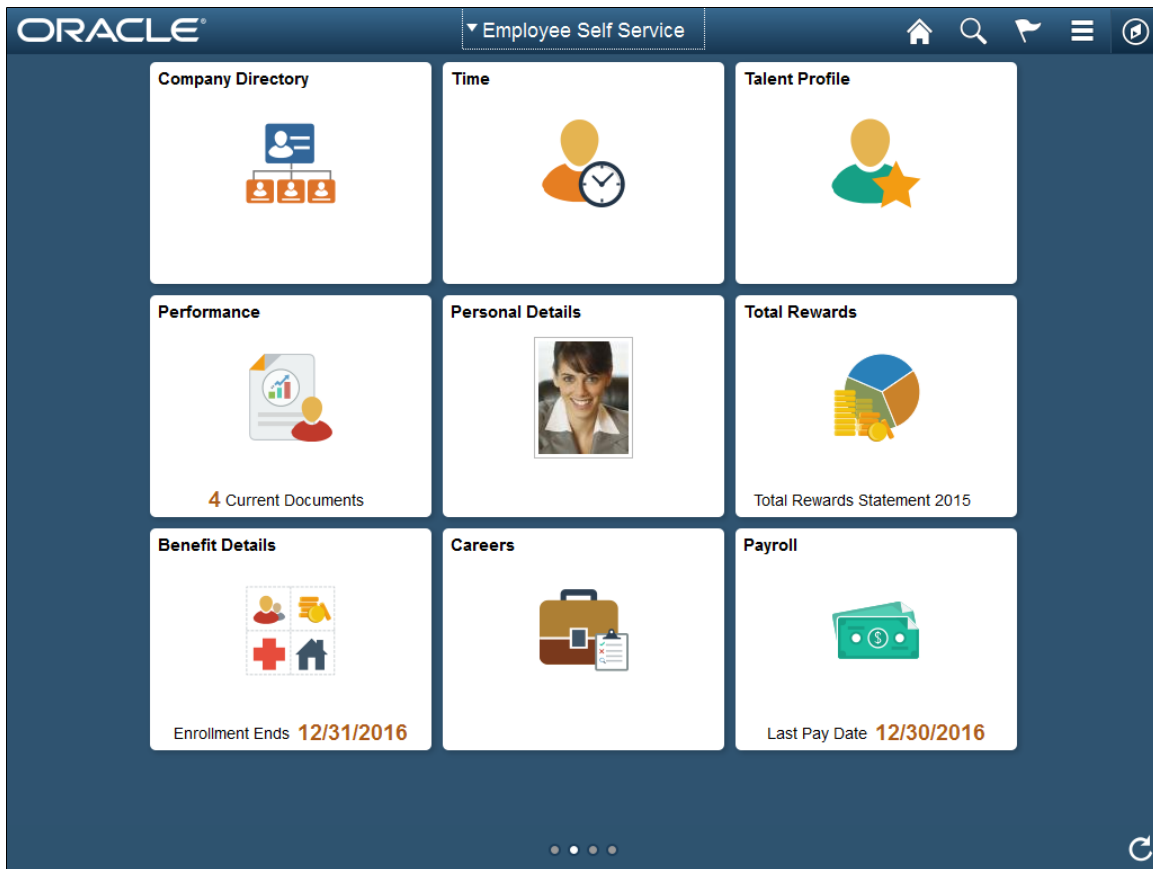 ORACLE®
Employee Self Service
Company Directory
Time
Talent Profile
Performance
4 Current Documents
Personal Details
Total Rewards
Total Rewards Statement 2015
Benefit Details
Enrollment Ends 12/31/2016
Careers
Payroll
$
Last Pay Date 12/30/2016